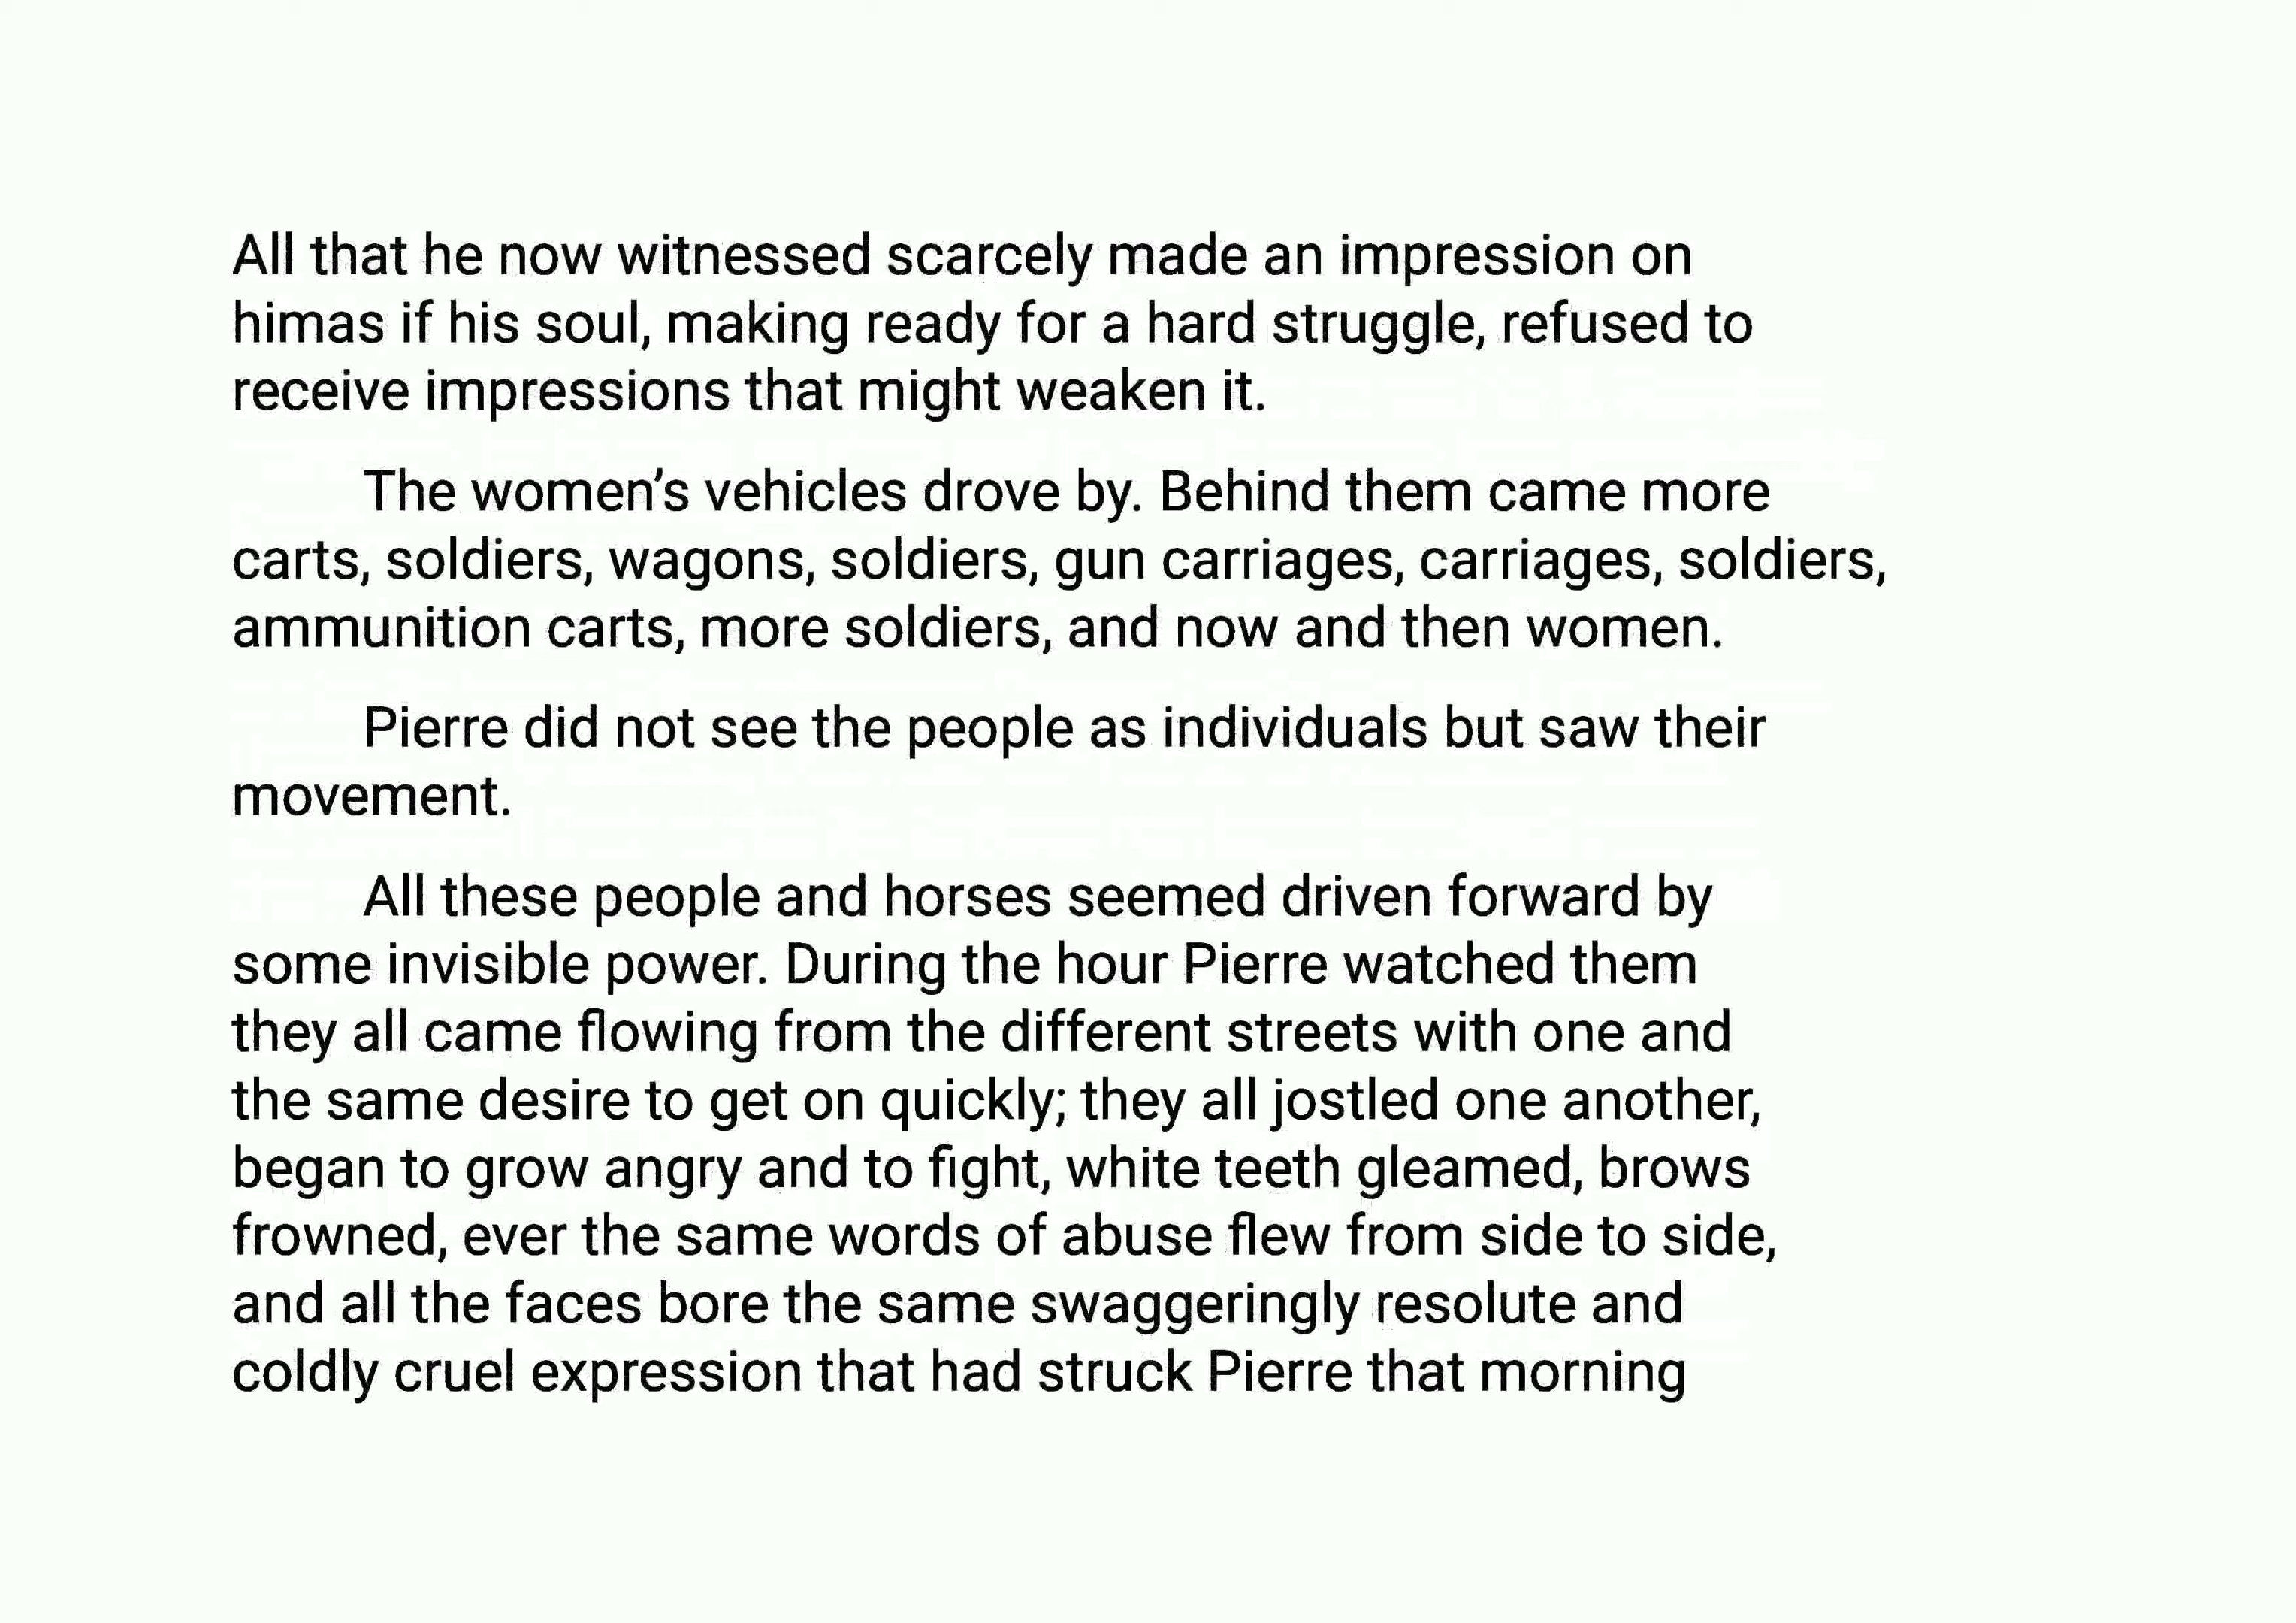 All that he now witnessed scarcely made an impression on
himas if his soul, making ready for a hard struggle, refused to
receive impressions that might weaken it.
The women’s vehicles drove by. Behind them came more
carts, soldiers, wagons, soldiers, gun carriages, carriages, soldiers,
ammunition carts, more soldiers, and now and then women.
Pierre did not see the people as individuals but saw their
movement.
All these people and horses seemed driven forward by
some invisible power. During the hour Pierre watched them
they all came flowing from the different streets with one and
the same desire to get on quickly; they all jostled one another,
began to grow angry and to fight, white teeth gleamed, brows
frowned, ever the same words of abuse flew from side to side,
and all the faces bore the same swaggeringly resolute and
coldly cruel expression that had struck Pierre that morning